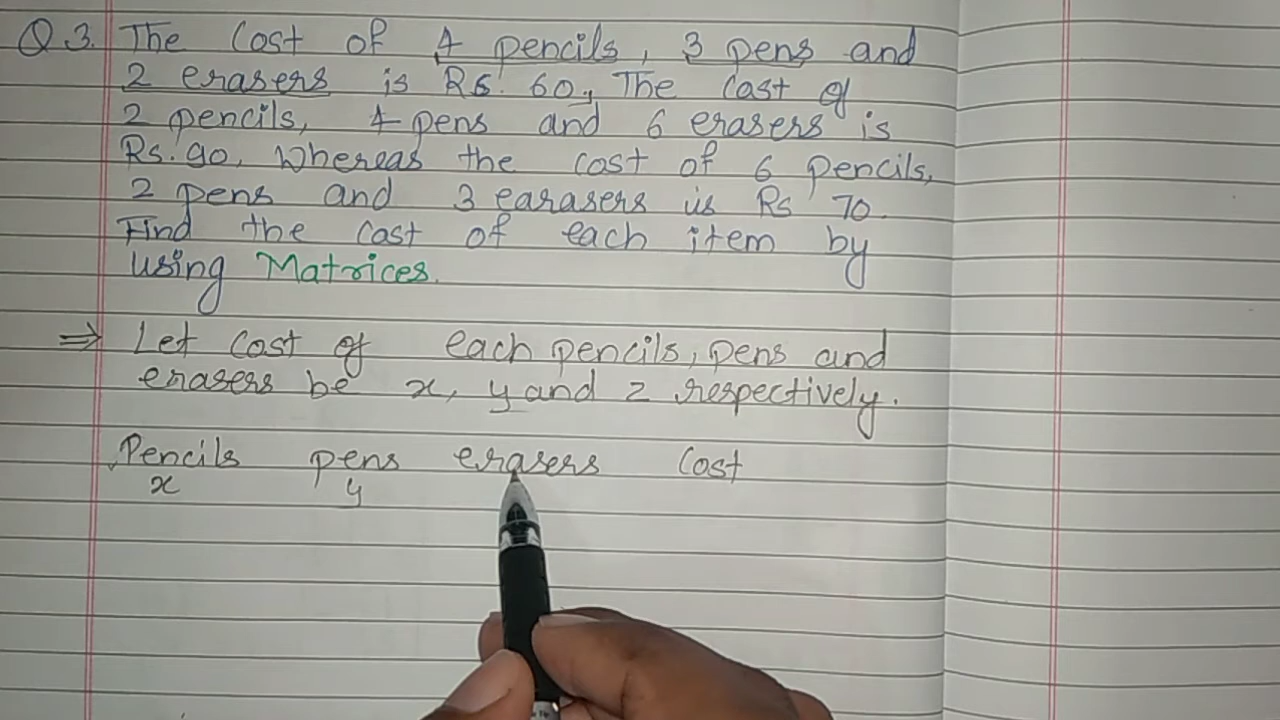 Q 3. The Cost of 4 pencils, 3 pens and
2 erasers is Rs. 60, The Cost of
2 pencils, 4 pens and 6 erasers is
Rs. 90, Whereas the cost of 6 pencils,
2 pens and 3 earasers is Rs 70.
Find the cost of each item by
using Matrices.
⇒ Let Cost of each pencils, pens and
erasers be x, y and z respectively.
Pencils pens erasers Cost
x y